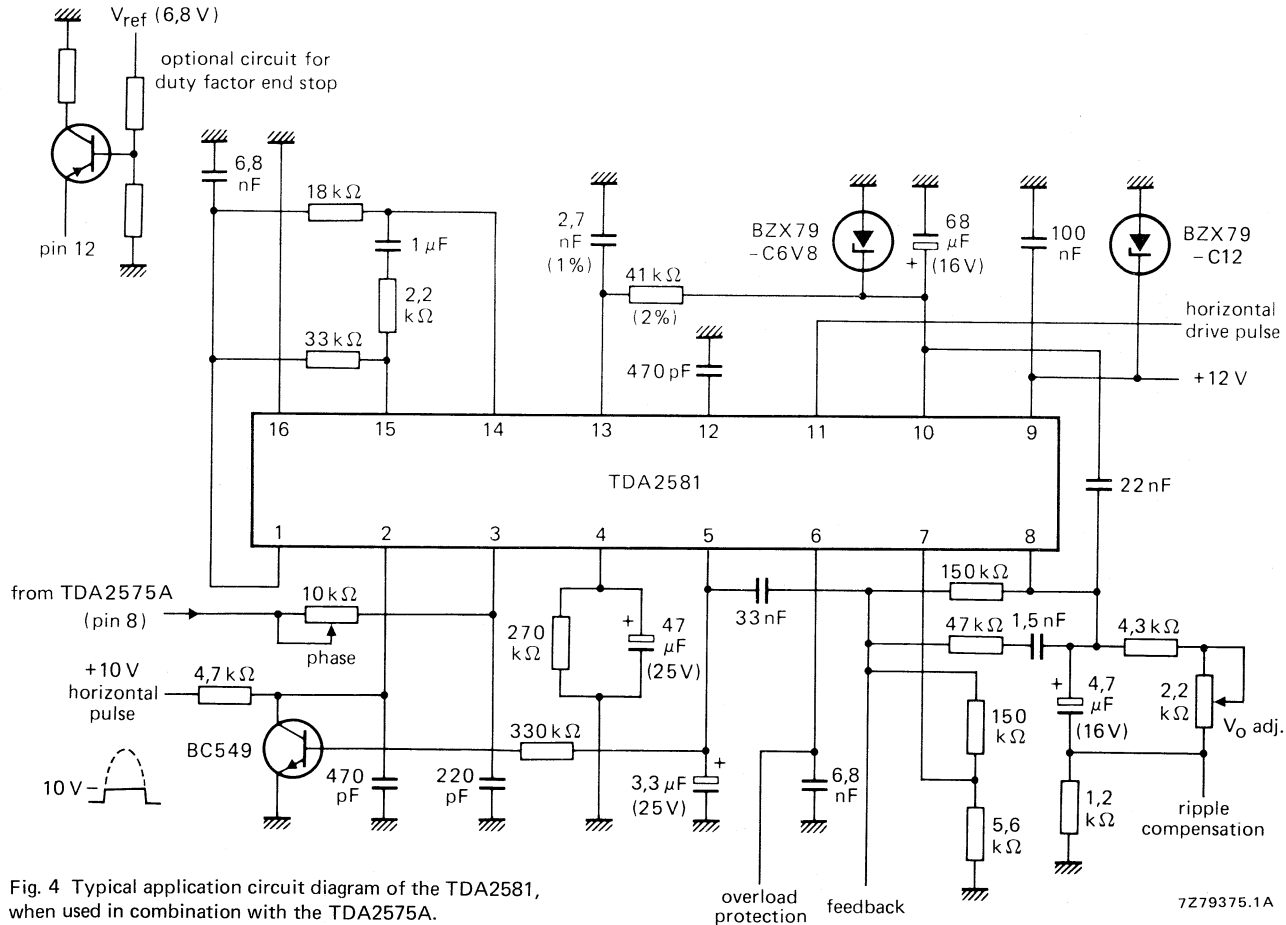 Vref (6,8 V)
optional circuit for
duty factor end stop
pin 12
6,8
nF
18 kΩ
1 µF
2,2
kΩ
33 kΩ
2,7
nF
(1%)
41 kΩ
(2%)
470 pF
BZX79
-C6V8
68
µF
(16V)
+
100
nF
BZX79
-C12
horizontal
drive pulse
+12 V
16
15
14
13
12
11
10
9
TDA2581
22 nF
1
2
3
4
5
6
7
8
from TDA2575A
(pin 8)
10 kΩ
phase
+10 V
horizontal
pulse
4,7 kΩ
BC549
10 V
470
pF
220
pF
270
kΩ
+
47
µF
(25V)
330 kΩ
33 nF
+
3,3 µF
(25V)
6,8
nF
150 kΩ
47 kΩ
1,5 nF
4,3 kΩ
+
4,7
µF
(16V)
2,2
kΩ
Vo adj.
150
kΩ
5,6
kΩ
1,2
kΩ
ripple
compensation
overload
protection
feedback
Fig. 4 Typical application circuit diagram of the TDA2581,
when used in combination with the TDA2575A.
7Z79375.1A